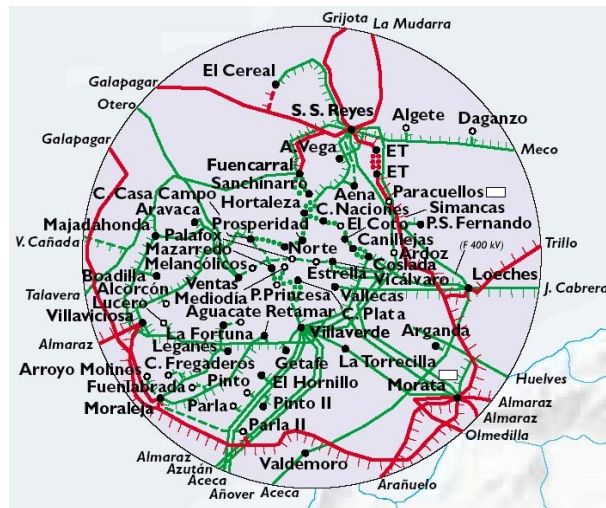 Grijota
La Mudarra
Galapagar
El Cereal
Otero
S. S. Reyes
Algete
Daganzo
Galapagar
A. Vega
ET
Meco
Fuencarral
ET
Sanchinarro
C. Casa Campo
Hortaleza
Aena
Paracuellos
Aravaca
C. Naciones
Simancas
Majadahonda
Prosperidad
El Coto
P.S. Fernando
Palafox
Canillejas
V. Cañada
Mazarredo
Norte
Ardoz
(F 400 kV)
Trillo
Melancólicos
Estrella
Coslada
Boadilla
Vicálvaro
Loeches
Talavera
Alcorcón
Ventas
Vallecas
J. Cabrera
Lucero
Mediodía
P.Princesa
Villaviciosa
Aguacate
Retamar
C. Plata
La Fortuna
Villaverde
Arganda
Almaraz
Leganés
Arroyo Molinos
C. Fregaderos
Getafe
La Torrecilla
Huelves
Fuenlabrada
Pinto
El Hornillo
Morata
Moraleja
Parla
Pinto II
Almaraz
Parla II
Almaraz
Olmedilla
Almaraz
Valdemoro
Azután
Aceca
Arañuelo
Añover
Aceca